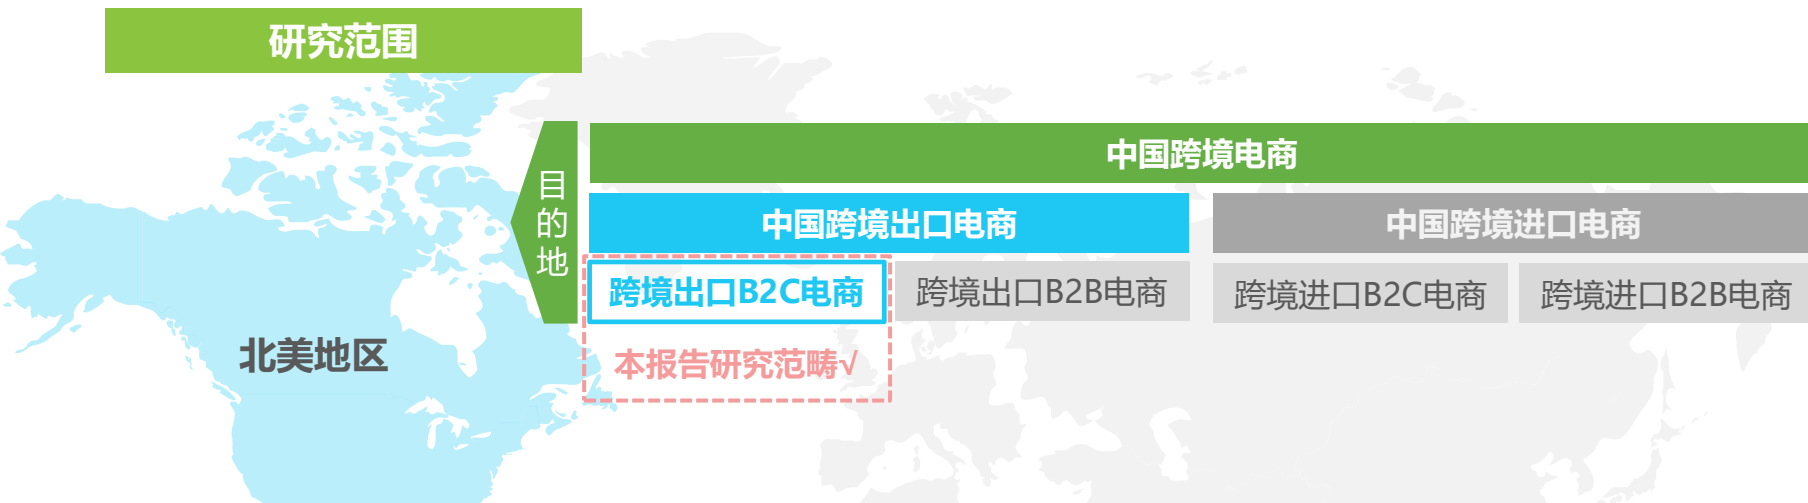 研究范围
目的地
中国跨境电商
中国跨境出口电商
中国跨境进口电商
跨境出口B2C电商
跨境出口B2B电商
跨境进口B2C电商
跨境进口B2B电商
北美地区
本报告研究范畴√